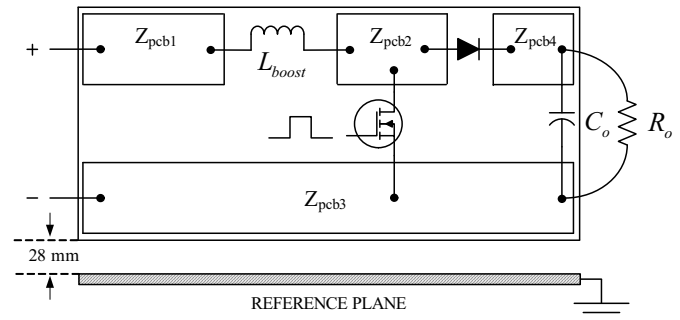 Z_pcb1
Z_pcb2
Z_pcb4
+
L_boost
C_o
R_o
−
Z_pcb3
28 mm
REFERENCE PLANE